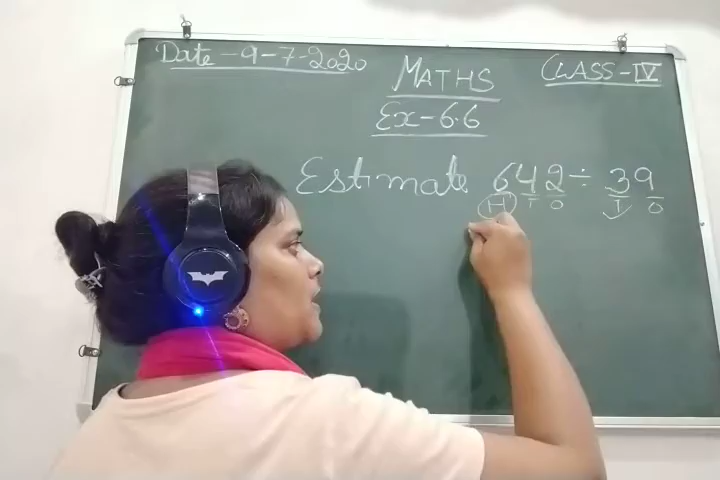 Date - 9-7-2020
MATHS
CLASS-IV
Ex-6.6
Estimate 642 ÷ 39
H T O T O